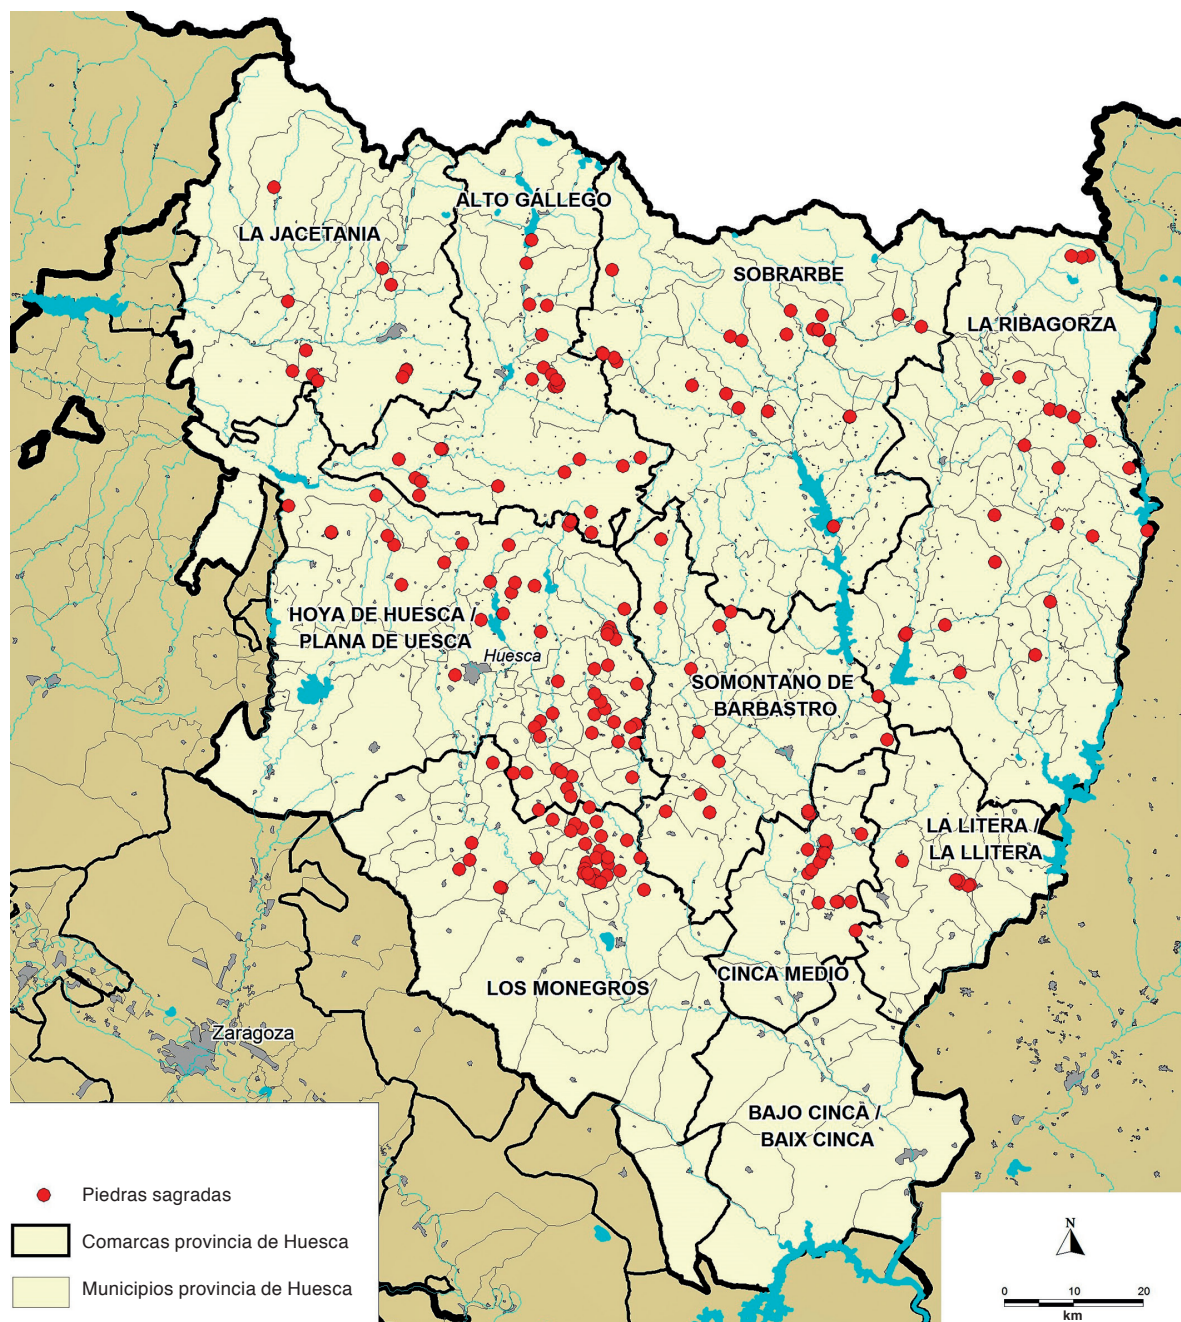 ALTO GÁLLEGO
LA JACETANIA
SOBRARBE
LA RIBAGORZA
HOYA DE HUESCA /
PLANA DE UESCA
Huesca
SOMONTANO DE
BARBASTRO
LA LITERA /
LA LLITERA
CINCA MEDIO
LOS MONEGROS
Zaragoza
BAJO CINCA /
BAIX CINCA
Piedras sagradas
Comarcas provincia de Huesca
Municipios provincia de Huesca
N
0 10 20
km